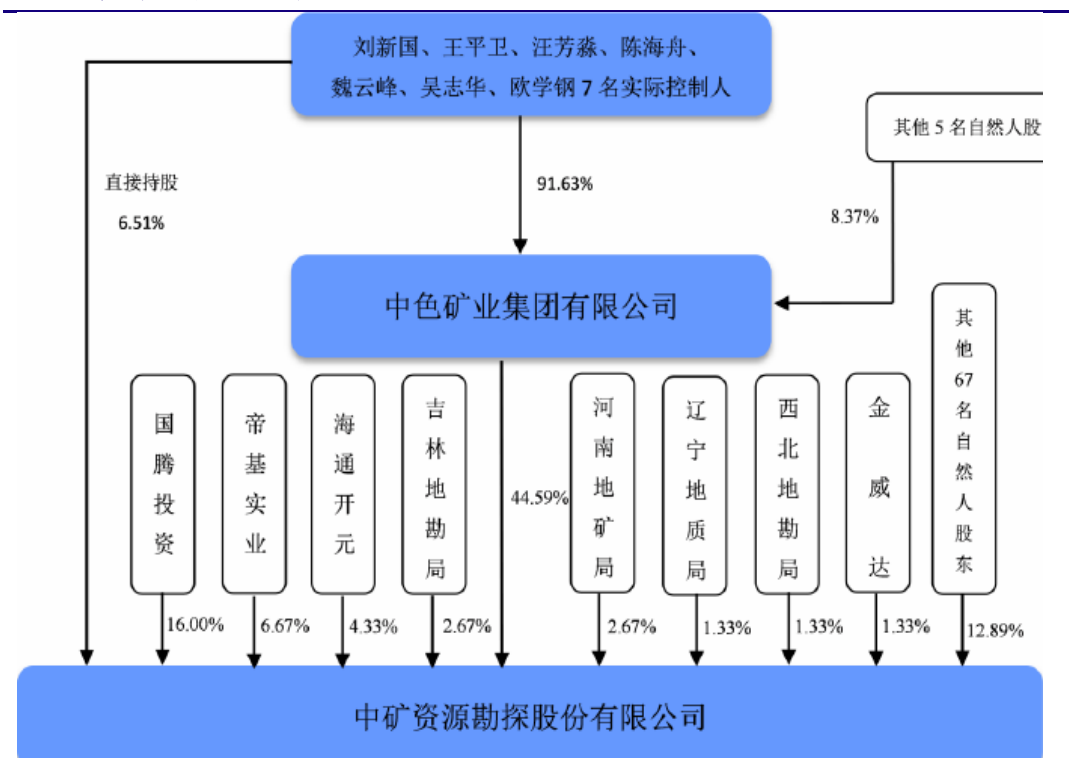 刘新国、王平卫、汪芳淼、陈海舟、
魏云峰、吴志华、欧学钢 7 名实际控制人
其他 5 名自然人股
直接持股
6.51%
91.63%
8.37%
中色矿业集团有限公司
国腾投资
帝基实业
海通开元
吉林地勘局
44.59%
河南地矿局
辽宁地质局
西北地勘局
金威达
其他67名自然人股东
16.00%
6.67%
4.33%
2.67%
2.67%
1.33%
1.33%
1.33%
12.89%
中矿资源勘探股份有限公司